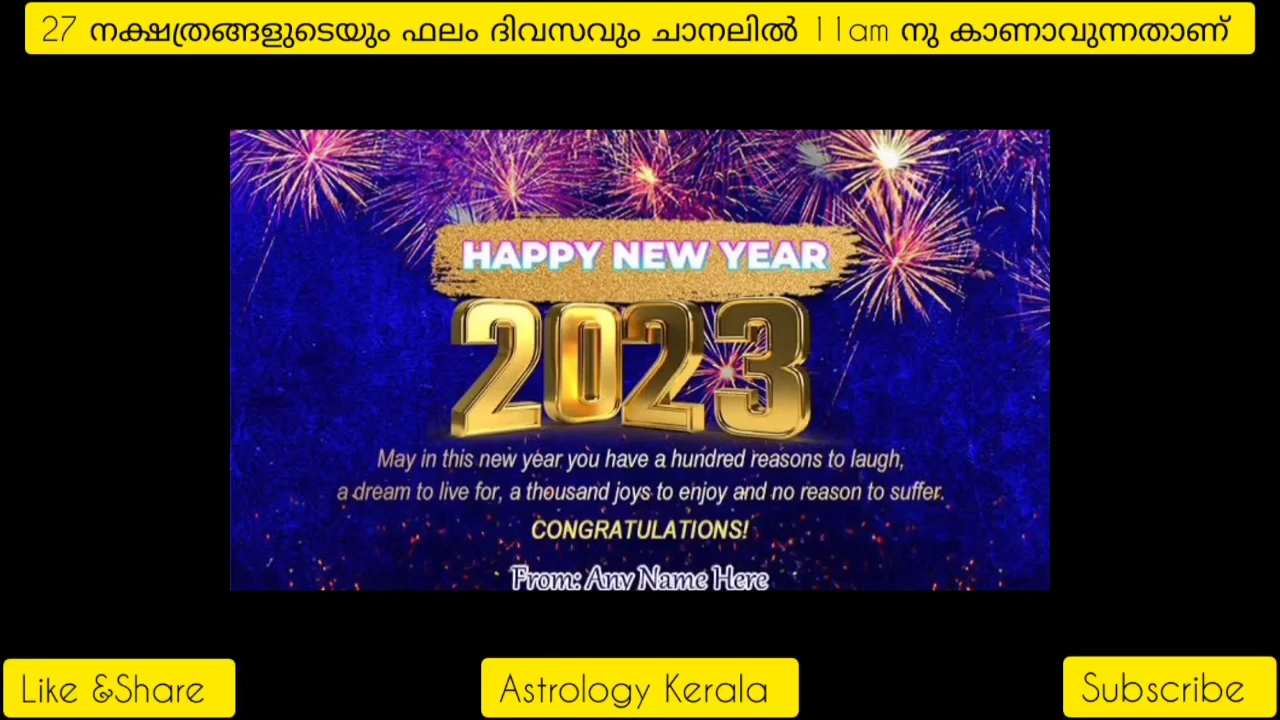 27 നക്ഷത്രങ്ങളുടെയും ഫലം ദിവസവും ചാനലിൽ 11am നു കാണാവുന്നതാണ്
HAPPY NEW YEAR
2023
May in this new year you have a hundred reasons to laugh,
a dream to live for, a thousand joys to enjoy and no reason to suffer.
CONGRATULATIONS!
From: Any Name Here
Like &Share
Astrology Kerala
Subscribe